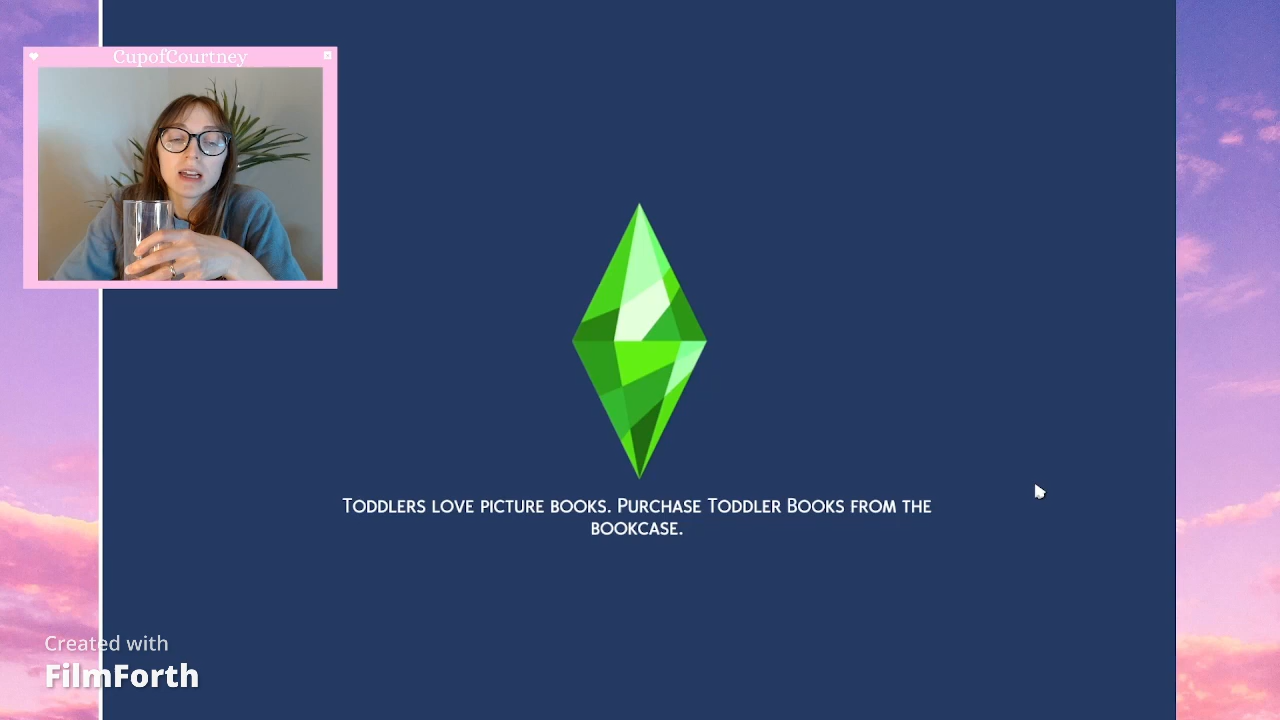 CupofCourtney
Toddlers love picture books. Purchase Toddler Books from the
bookcase.
Created with
FilmForth